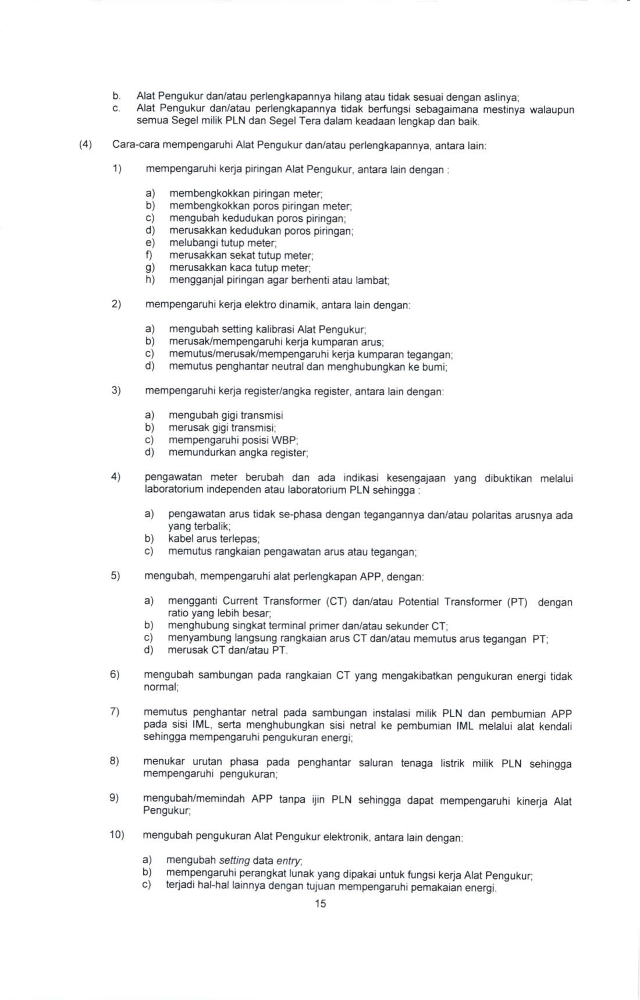 b. Alat Pengukur dan/atau perlengkapannya hilang atau tidak sesuai dengan aslinya;
c. Alat Pengukur dan/atau perlengkapannya tidak berfungsi sebagaimana mestinya walaupun
semua Segel milik PLN dan Segel Tera dalam keadaan lengkap dan baik.
(4) Cara-cara mempengaruhi Alat Pengukur dan/atau perlengkapannya, antara lain:
1) mempengaruhi kerja piringan Alat Pengukur, antara lain dengan :
a) membengkokkan piringan meter;
b) membengkokkan poros piringan meter;
c) mengubah kedudukan poros piringan;
d) merusakkan kedudukan poros piringan;
e) melubangi tutup meter;
f) merusakkan sekat tutup meter;
g) merusakkan kaca tutup meter;
h) mengganjal piringan agar berhenti atau lambat;
2) mempengaruhi kerja elektro dinamik, antara lain dengan:
a) mengubah setting kalibrasi Alat Pengukur;
b) merusak/mempengaruhi kerja kumparan arus;
c) memutus/merusak/mempengaruhi kerja kumparan tegangan;
d) memutus penghantar neutral dan menghubungkan ke bumi;
3) mempengaruhi kerja register/angka register, antara lain dengan:
a) mengubah gigi transmisi
b) merusak gigi transmisi;
c) mempengaruhi posisi WBP;
d) memundurkan angka register;
4) pengawatan meter berubah dan ada indikasi kesengajaan yang dibuktikan melalui
laboratorium independen atau laboratorium PLN sehingga :
a) pengawatan arus tidak se-phasa dengan tegangannya dan/atau polaritas arusnya ada
yang terbalik;
b) kabel arus terlepas;
c) memutus rangkaian pengawatan arus atau tegangan;
5) mengubah, mempengaruhi alat perlengkapan APP, dengan:
a) mengganti Current Transformer (CT) dan/atau Potential Transformer (PT) dengan
ratio yang lebih besar;
b) menghubung singkat terminal primer dan/atau sekunder CT;
c) menyambung langsung rangkaian arus CT dan/atau memutus arus tegangan PT;
d) merusak CT dan/atau PT.
6) mengubah sambungan pada rangkaian CT yang mengakibatkan pengukuran energi tidak
normal;
7) memutus penghantar netral pada sambungan instalasi milik PLN dan pembumian APP
pada sisi IML, serta menghubungkan sisi netral ke pembumian IML melalui alat kendali
sehingga mempengaruhi pengukuran energi;
8) menukar urutan phasa pada penghantar saluran tenaga listrik milik PLN sehingga
mempengaruhi pengukuran;
9) mengubah/memindah APP tanpa ijin PLN sehingga dapat mempengaruhi kinerja Alat
Pengukur;
10) mengubah pengukuran Alat Pengukur elektronik, antara lain dengan:
a) mengubah setting data entry;
b) mempengaruhi perangkat lunak yang dipakai untuk fungsi kerja Alat Pengukur;
c) terjadi hal-hal lainnya dengan tujuan mempengaruhi pemakaian energi.
15